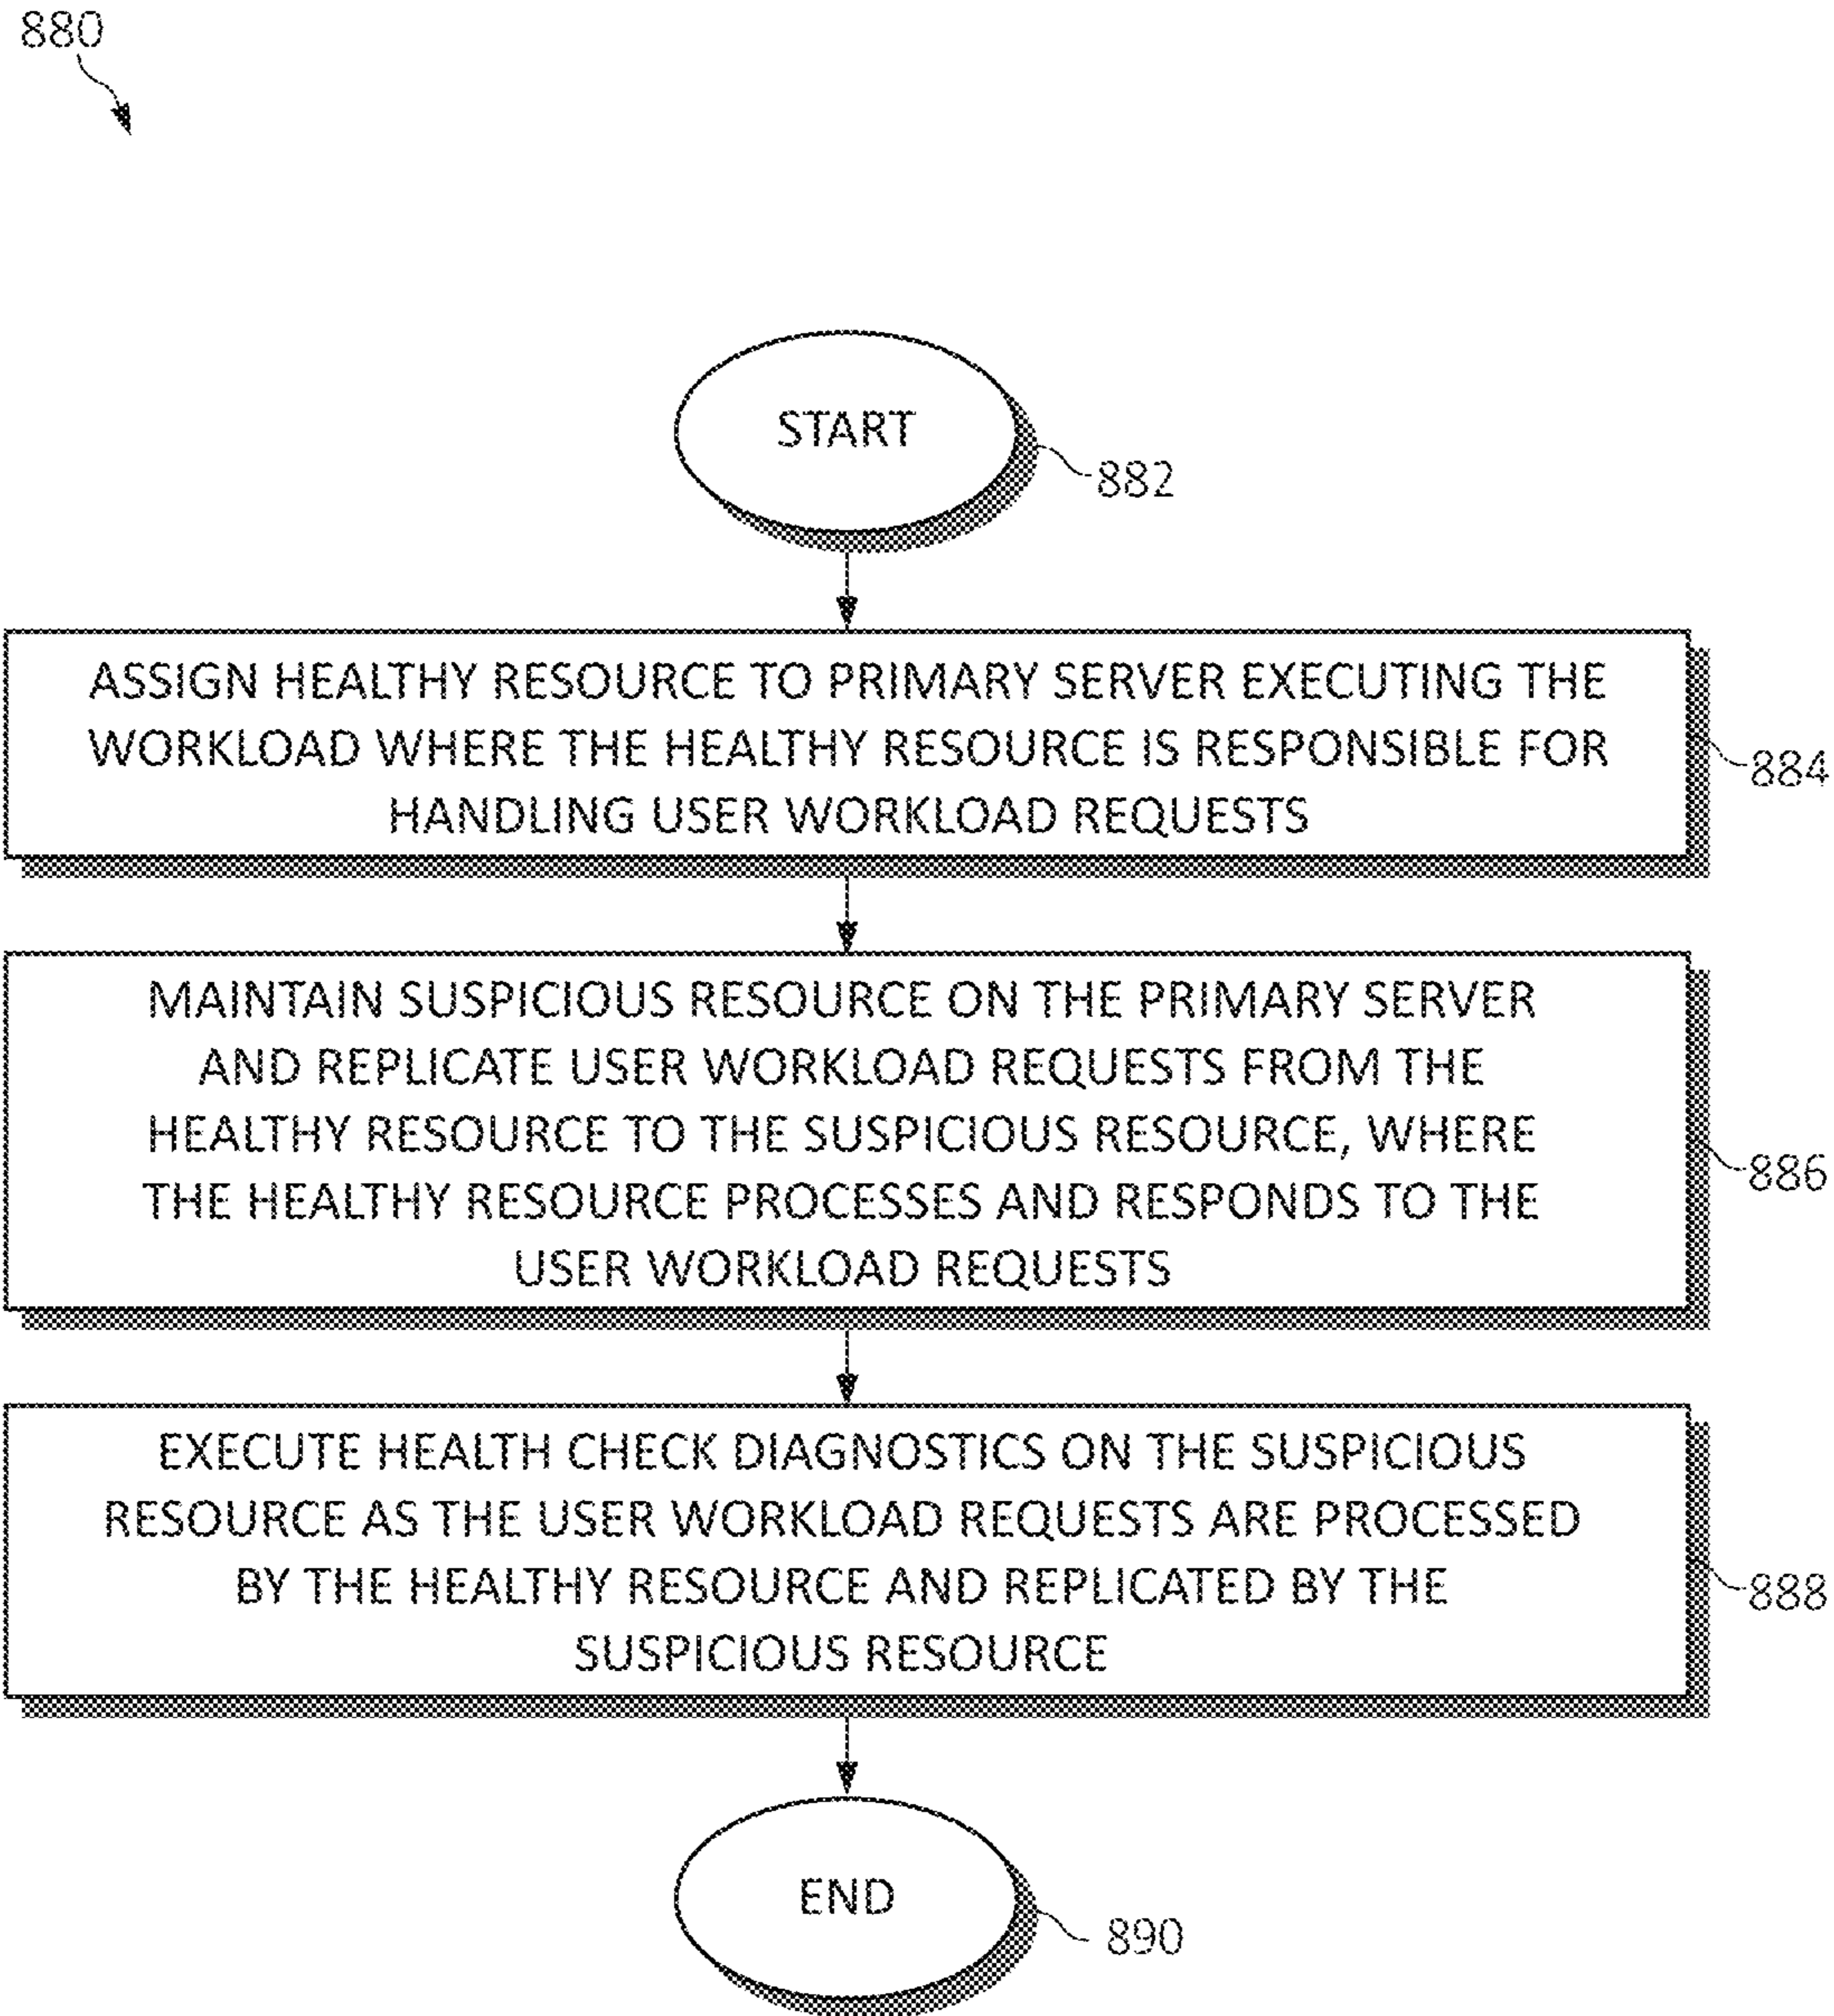 880
START
882
ASSIGN HEALTHY RESOURCE TO PRIMARY SERVER EXECUTING THE
WORKLOAD WHERE THE HEALTHY RESOURCE IS RESPONSIBLE FOR
HANDLING USER WORKLOAD REQUESTS
884
MAINTAIN SUSPICIOUS RESOURCE ON THE PRIMARY SERVER
AND REPLICATE USER WORKLOAD REQUESTS FROM THE
HEALTHY RESOURCE TO THE SUSPICIOUS RESOURCE, WHERE
THE HEALTHY RESOURCE PROCESSES AND RESPONDS TO THE
USER WORKLOAD REQUESTS
886
EXECUTE HEALTH CHECK DIAGNOSTICS ON THE SUSPICIOUS
RESOURCE AS THE USER WORKLOAD REQUESTS ARE PROCESSED
BY THE HEALTHY RESOURCE AND REPLICATED BY THE
SUSPICIOUS RESOURCE
888
END
890